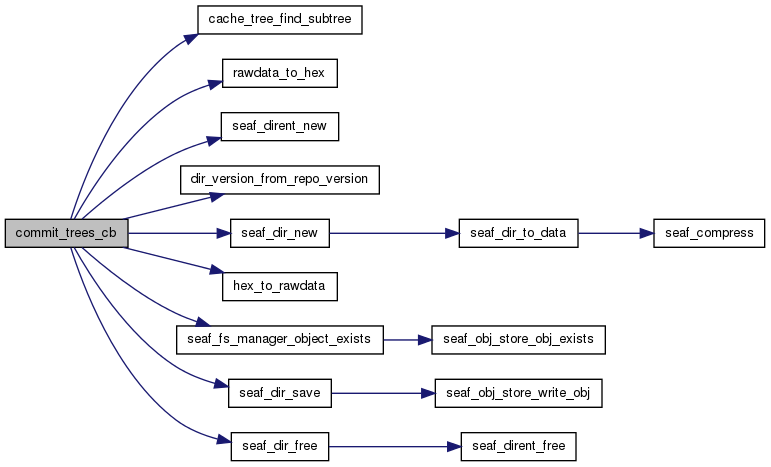 cache_tree_find_subtree
rawdata_to_hex
seaf_dirent_new
dir_version_from_repo_version
commit_trees_cb
seaf_dir_new
seaf_dir_to_data
seaf_compress
hex_to_rawdata
seaf_fs_manager_object_exists
seaf_obj_store_obj_exists
seaf_dir_save
seaf_obj_store_write_obj
seaf_dir_free
seaf_dirent_free